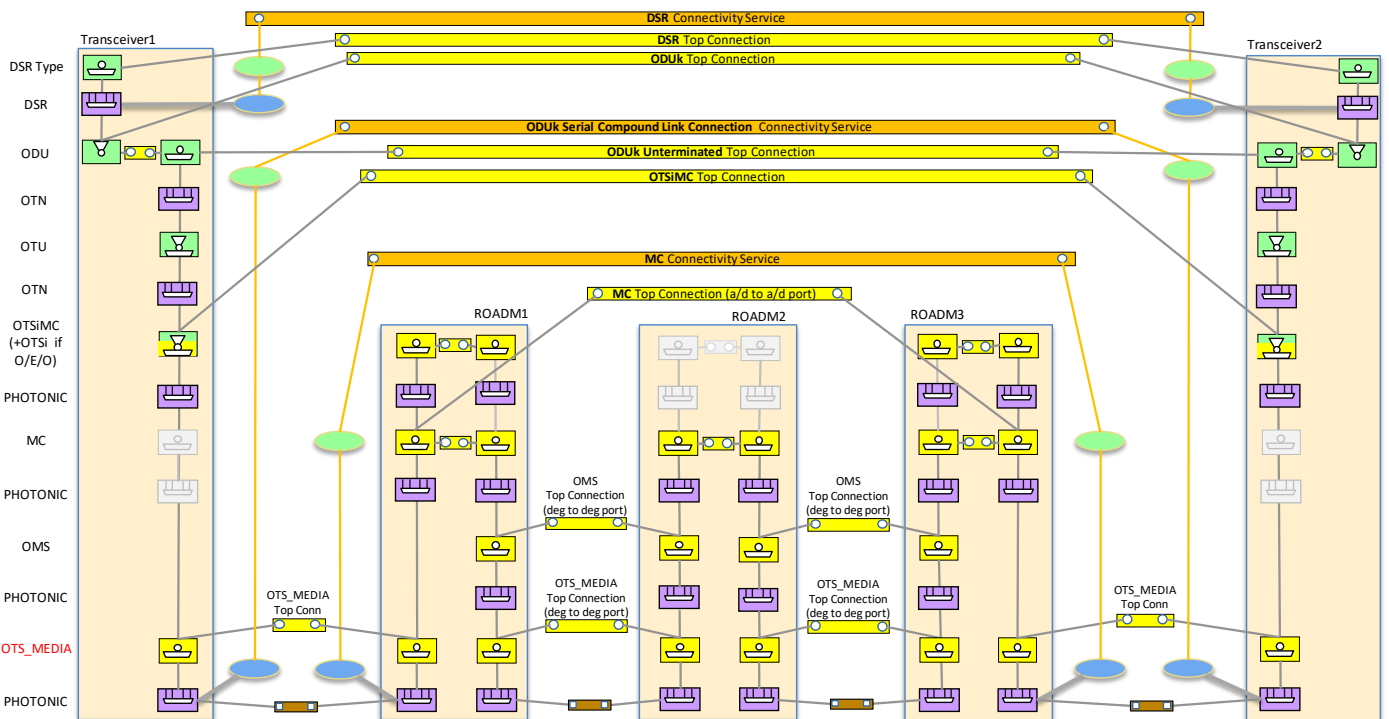 DSR Connectivity Service
DSR Top Connection
ODUk Top Connection
Transceiver1
Transceiver2
DSR Type
DSR
ODUk Serial Compound Link Connection Connectivity Service
ODU
ODUk Unterminated Top Connection
OTSiMC Top Connection
OTN
OTU
MC Connectivity Service
OTN
MC Top Connection (a/d to a/d port)
ROADM1
ROADM2
ROADM3
OTSiMC
(+OTSi if
O/E/O)
PHOTONIC
MC
PHOTONIC
OMS
Top Connection
(deg to deg port)
OMS
Top Connection
(deg to deg port)
OMS
PHOTONIC
OTS_MEDIA
Top Conn
OTS_MEDIA
Top Connection
(deg to deg port)
OTS_MEDIA
Top Connection
(deg to deg port)
OTS_MEDIA
Top Conn
OTS_MEDIA
PHOTONIC